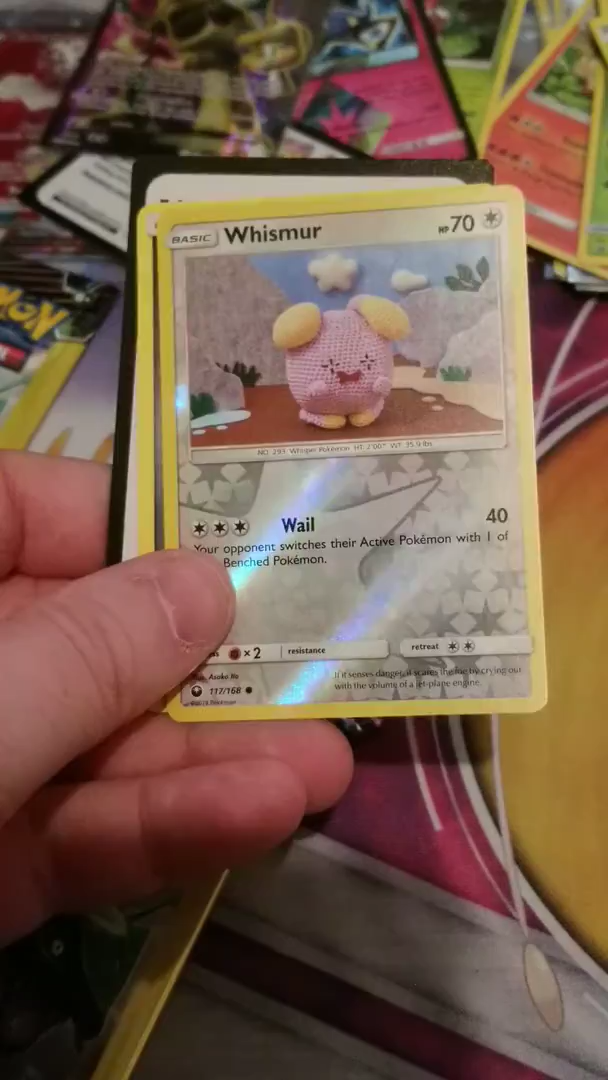 BASIC Whismur HP70
NO. 293 Whisper Pokémon HT: 2'00" WT: 35.9 lbs.
Wail 40
Your opponent switches their Active Pokémon with 1 of
Benched Pokémon.
×2 resistance retreat
Asako Ito
117/168
If it senses danger, it scares the foe by crying out
with the volume of a jet-plane engine.